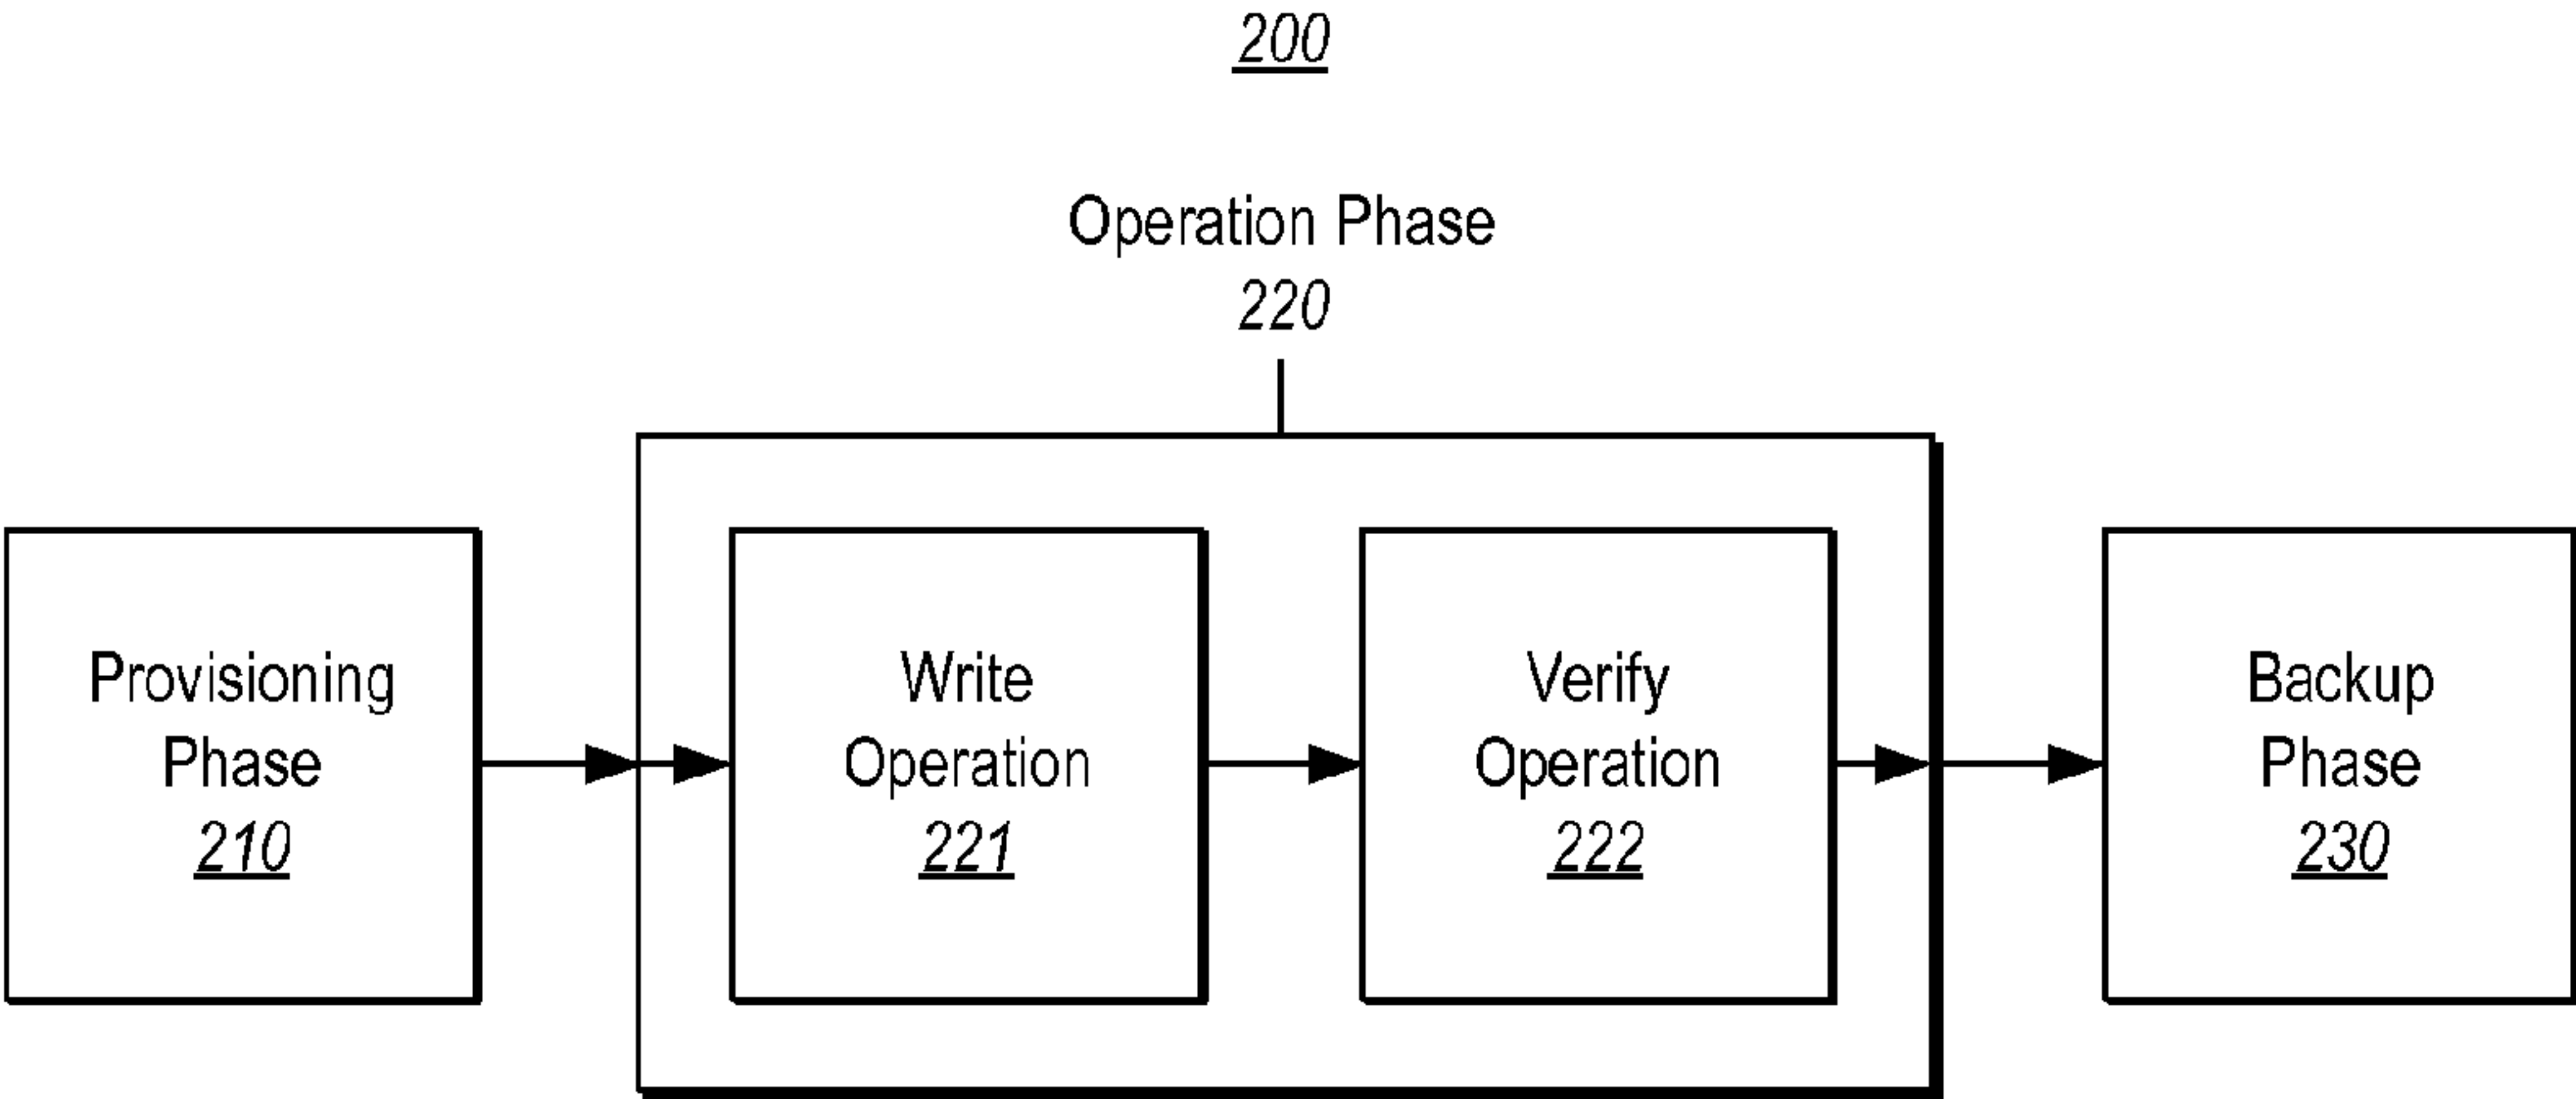 200
Operation Phase
220
Provisioning
Phase
210
Write
Operation
221
Verify
Operation
222
Backup
Phase
230